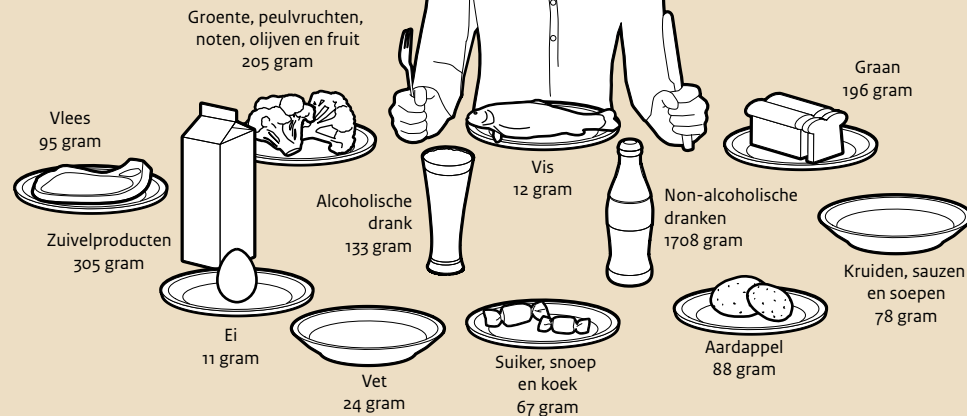 Groente, peulvruchten,
noten, olijven en fruit
205 gram
Graan
196 gram
Vlees
95 gram
Vis
12 gram
Alcoholische
drank
133 gram
Non-alcoholische
dranken
1708 gram
Zuivelproducten
305 gram
Kruiden, sauzen
en soepen
78 gram
Ei
11 gram
Aardappel
88 gram
Suiker, snoep
en koek
67 gram
Vet
24 gram